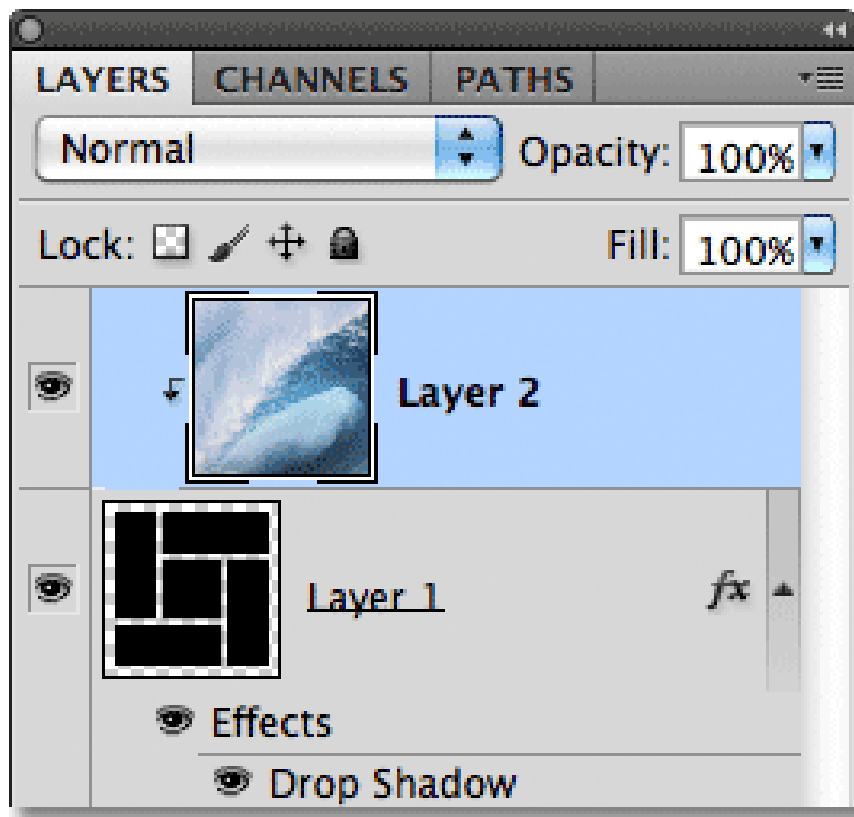 LAYERS CHANNELS PATHS
Normal Opacity: 100%
Lock: Fill: 100%
Layer 2
Layer 1 fx
Effects
Drop Shadow